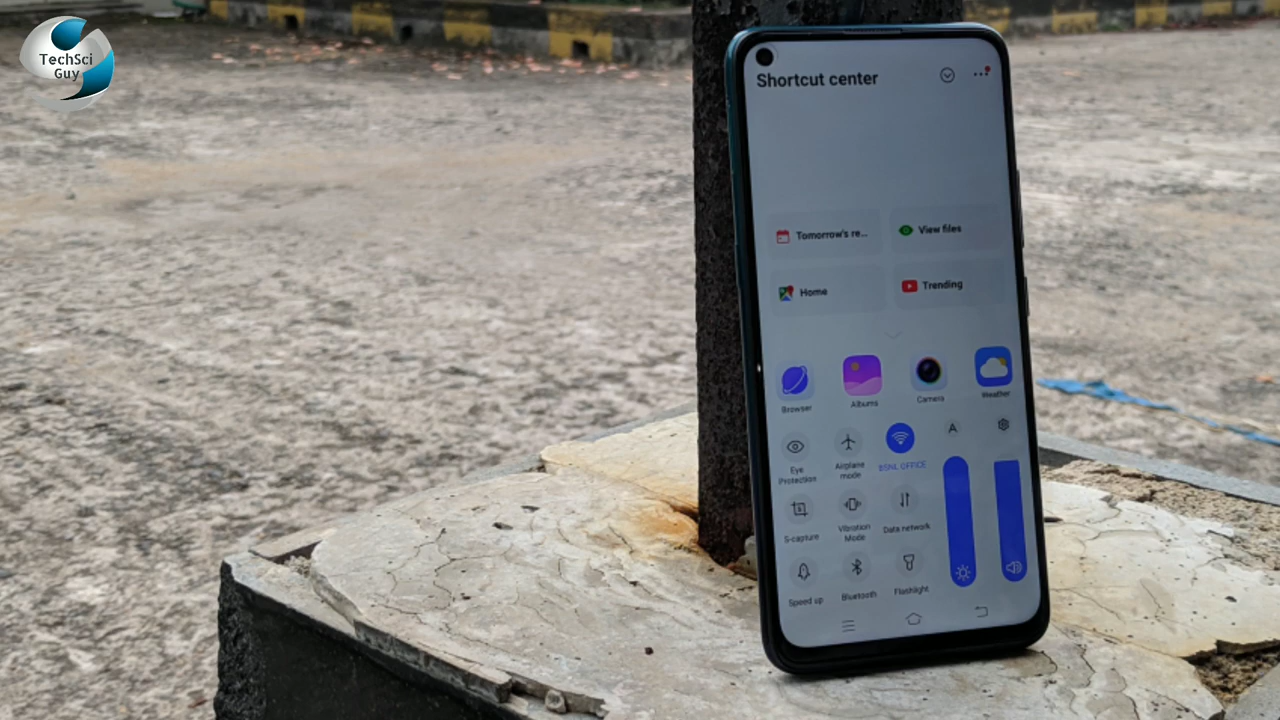 TechSci
Guy
Shortcut center
Tomorrow's re...
View files
Home
Trending
Browser
Albums
Camera
Weather
Eye
Protection
Airplane
mode
BSNL OFFICE
A
S-capture
Vibration
Mode
Data network
Speed up
Bluetooth
Flashlight